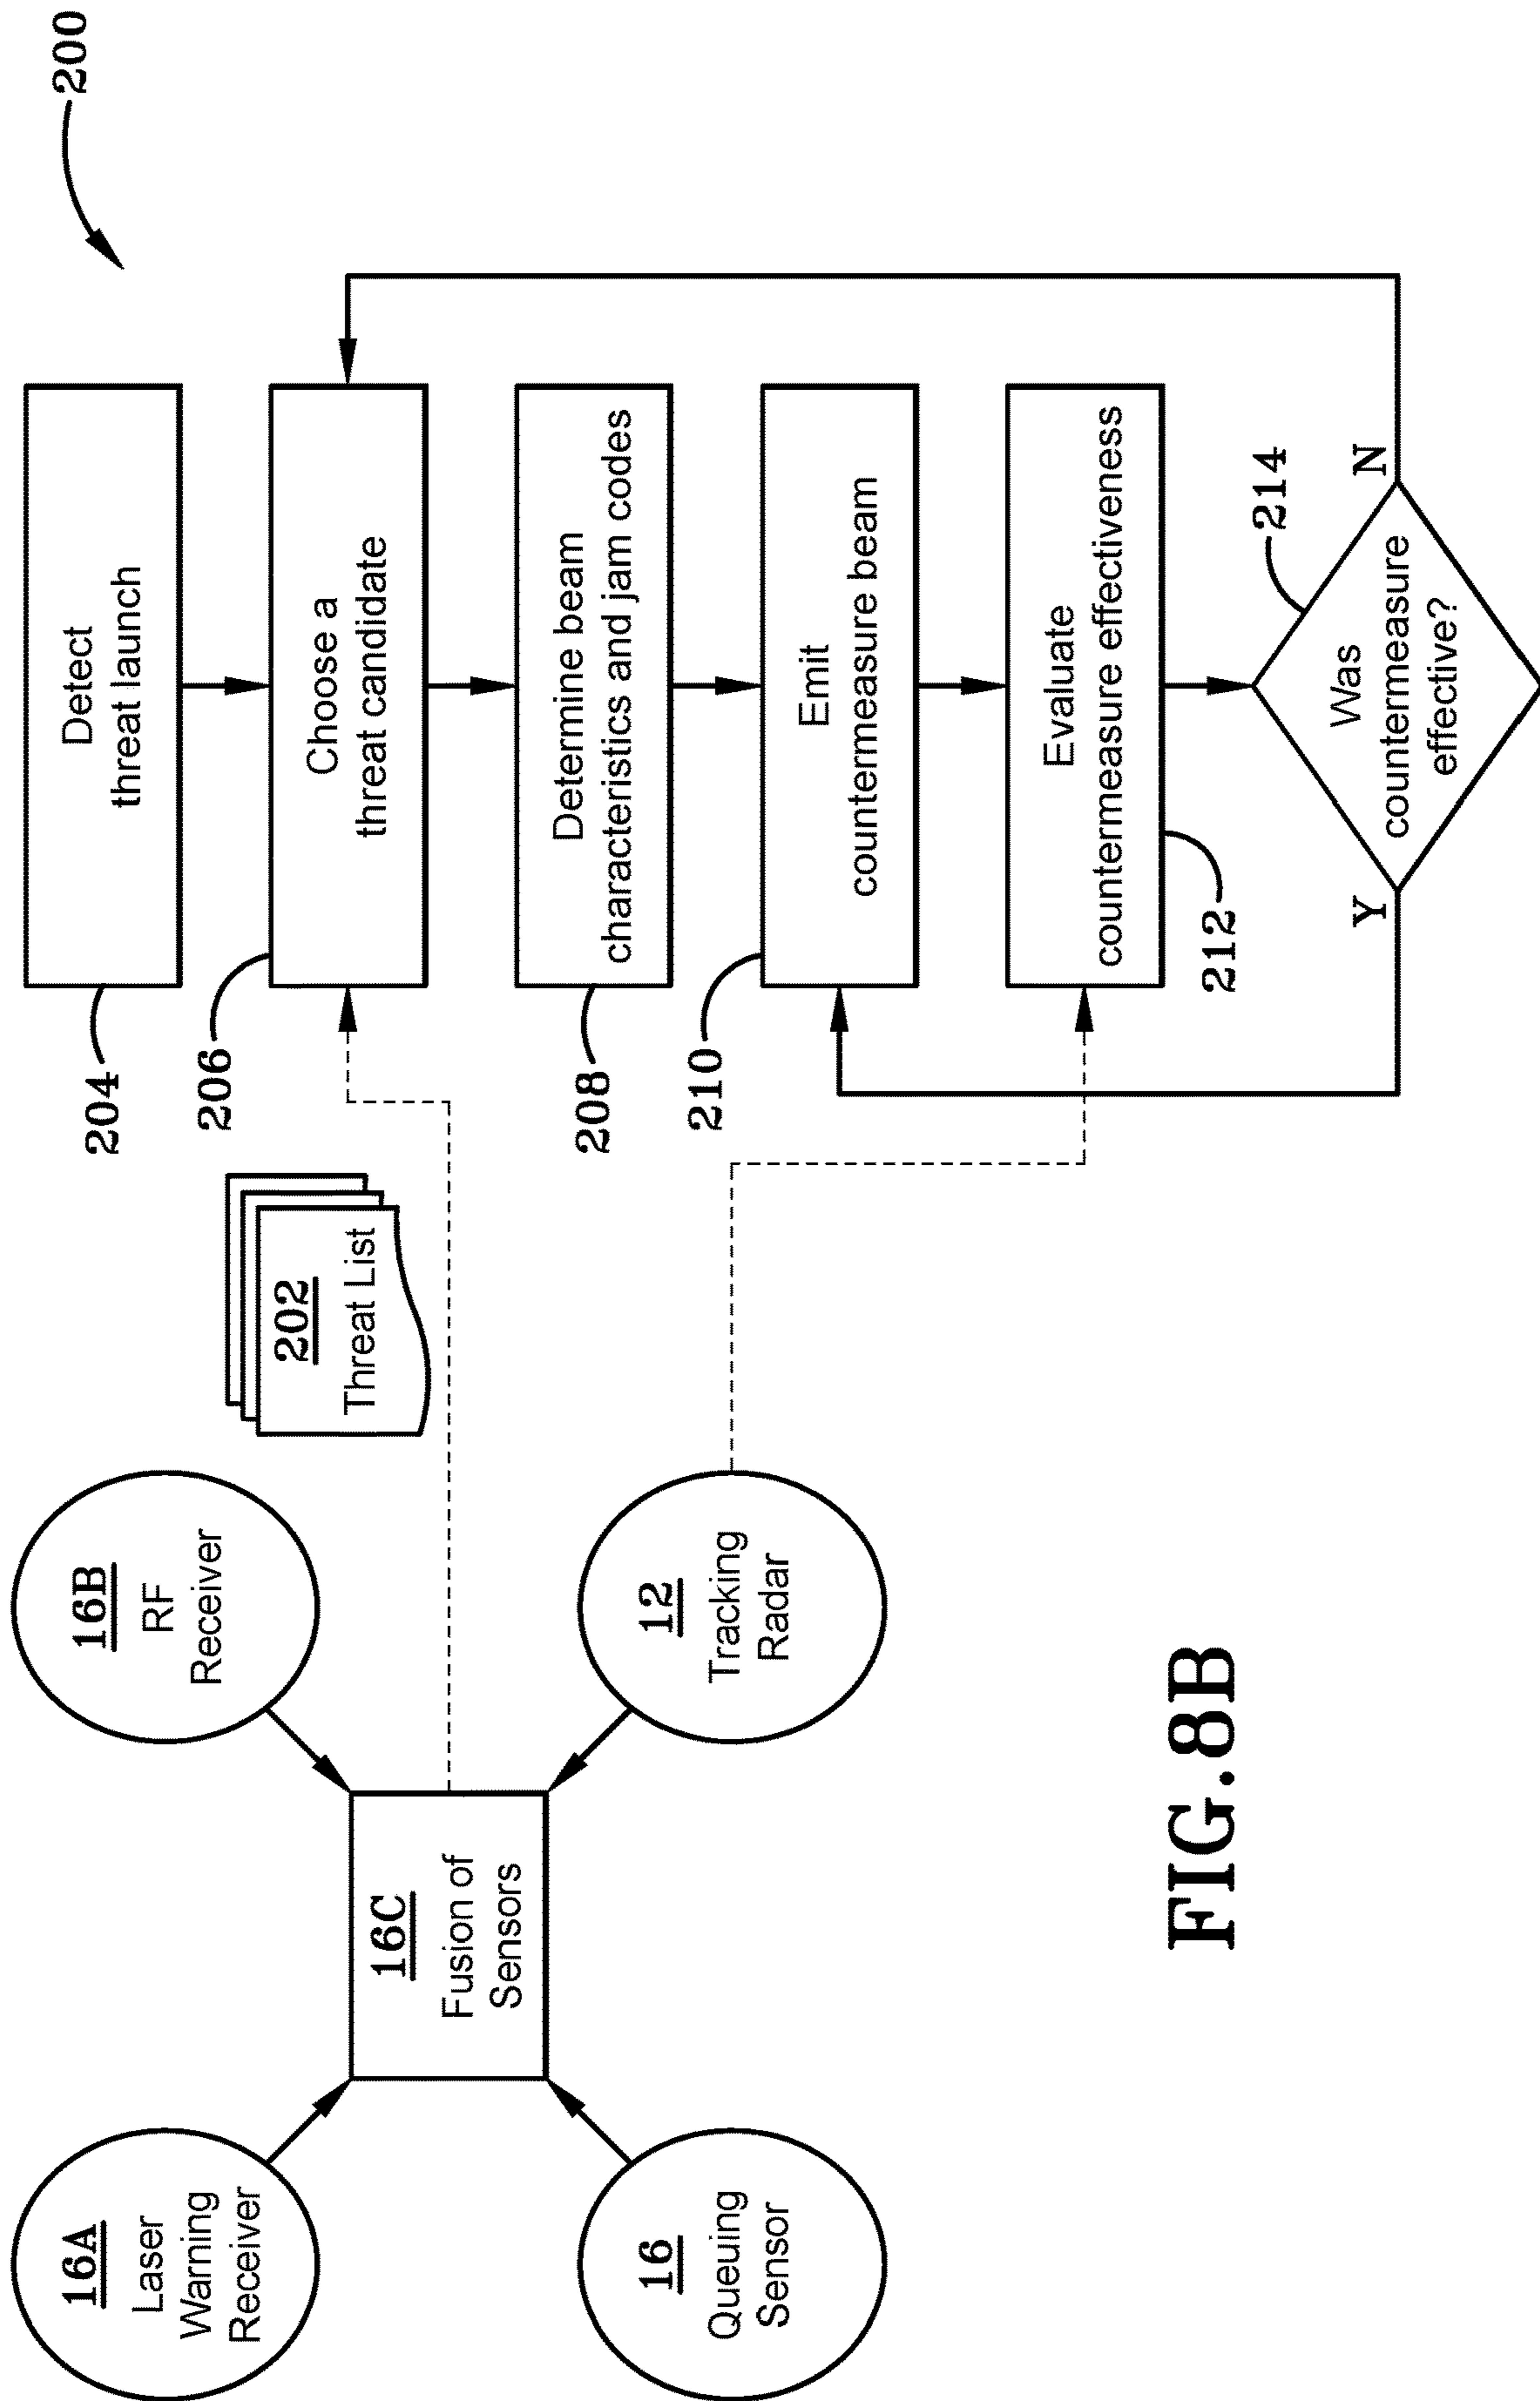 200
204
Detect
threat launch
206
Choose a
threat candidate
208
Determine beam
characteristics and jam codes
210
Emit
countermeasure beam
212
Evaluate
countermeasure effectiveness
214
Was
countermeasure
effective?
Y
N
202
Threat List
16A
Laser
Warning
Receiver
16B
RF
Receiver
16C
Fusion of
Sensors
16
Queuing
Sensor
12
Tracking
Radar
FIG.8B